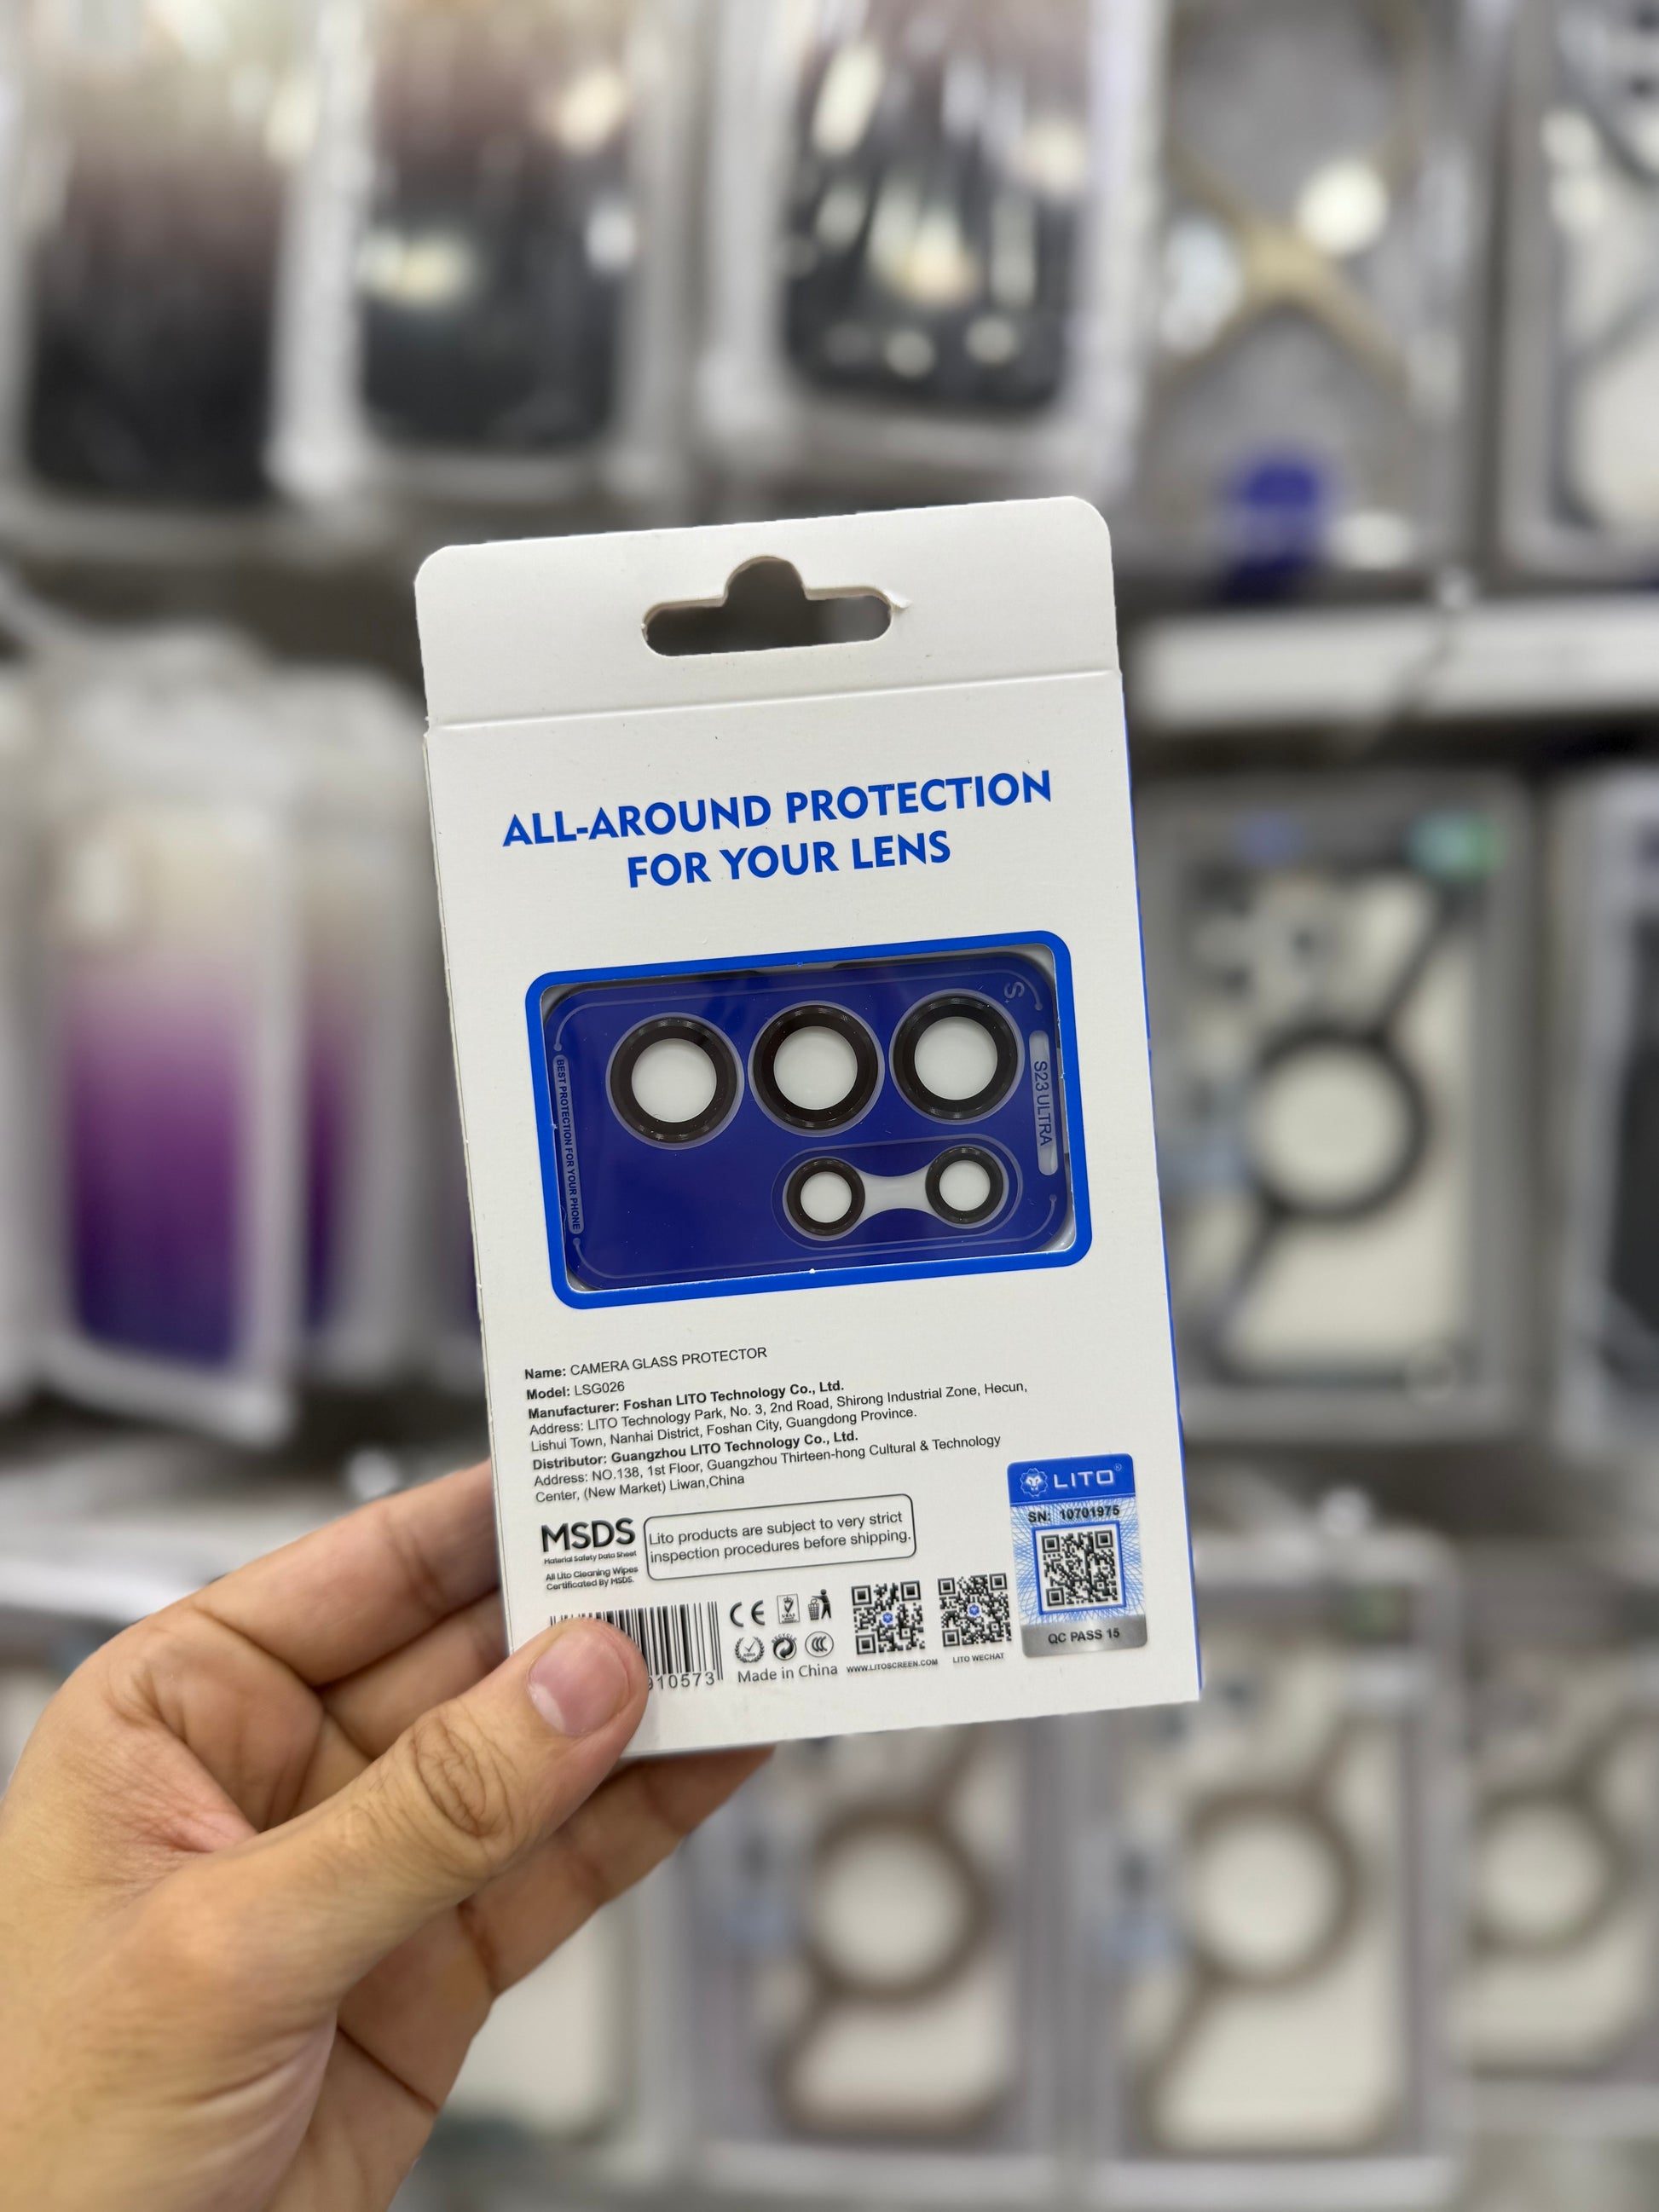 ALL-AROUND PROTECTION
FOR YOUR LENS
S
S23 ULTRA
BEST PROTECTION FOR YOUR PHONE
Name: CAMERA GLASS PROTECTOR
Model: LSG026
Manufacturer: Foshan LITO Technology Co., Ltd.
Address: LITO Technology Park, No. 3, 2nd Road, Shirong Industrial Zone, Hecun,
Lishui Town, Nanhai District, Foshan City, Guangdong Province.
Distributor: Guangzhou LITO Technology Co., Ltd.
Address: NO.138, 1st Floor, Guangzhou Thirteen-hong Cultural & Technology
Center, (New Market) Liwan,China
MSDS
Material Safety Data Sheet
All Lito Cleaning Wipes
Certificated By MSDS.
Lito products are subject to very strict
inspection procedures before shipping.
LITO®
SN: 10701975
QC PASS 15
10573
CE
Made in China
WWW.LITOSCREEN.COM
LITO WECHAT